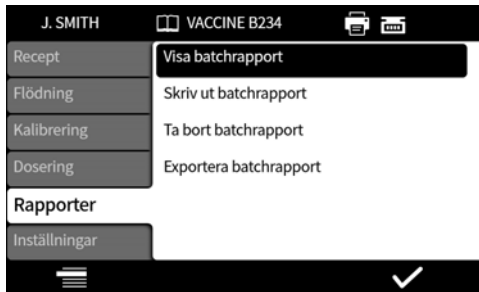 J. SMITH
VACCINE B234
Recept
Flödning
Kalibrering
Dosering
Rapporter
Inställningar
Visa batchrapport
Skriv ut batchrapport
Ta bort batchrapport
Exportera batchrapport